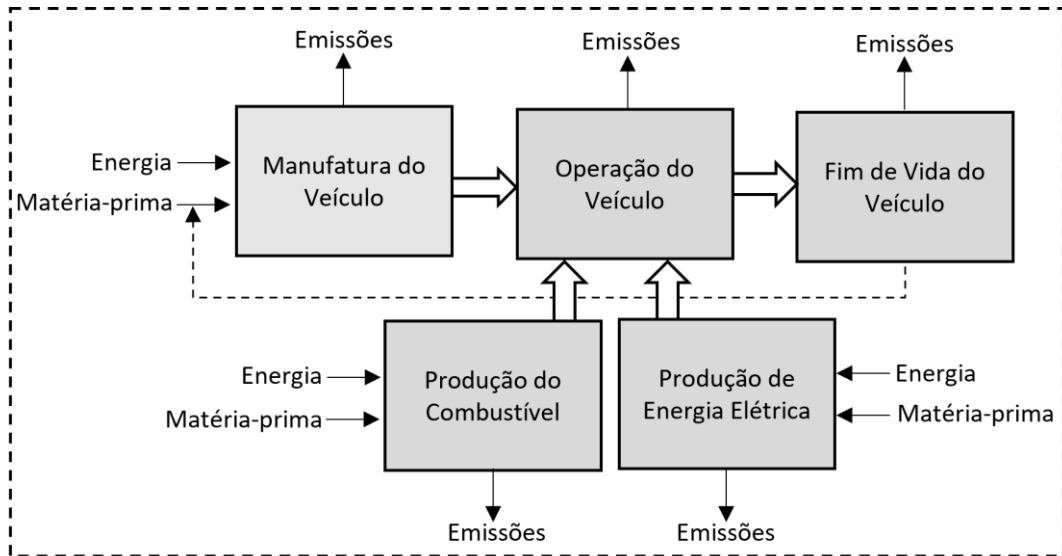 Emissões
Emissões
Emissões
Energia
Matéria-prima
Manufatura do
Veículo
Operação do
Veículo
Fim de Vida do
Veículo
Energia
Matéria-prima
Produção do
Combustível
Produção de
Energia Elétrica
Energia
Matéria-prima
Emissões
Emissões